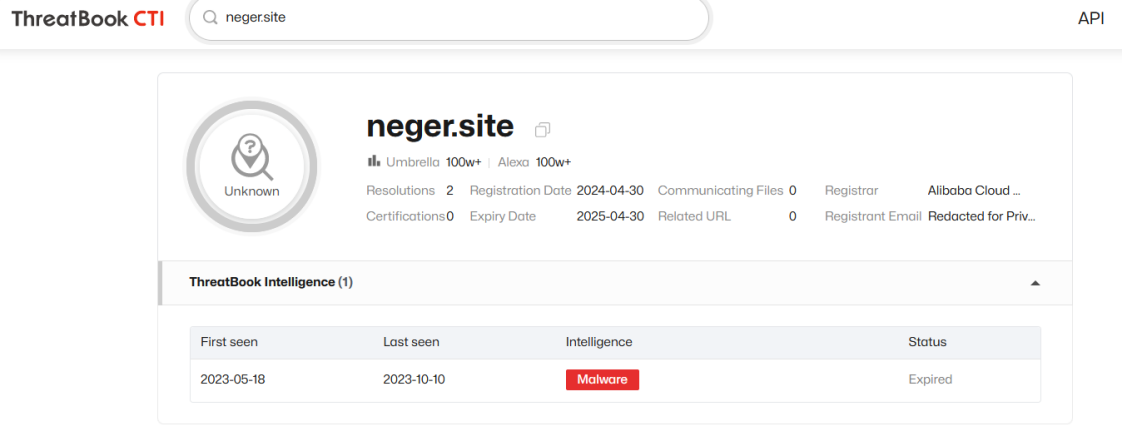 ThreatBook CTI neger.site API
neger.site
Unknown
Umbrella 100w+ | Alexa 100w+
Resolutions 2 Registration Date 2024-04-30 Communicating Files 0 Registrar Alibaba Cloud ...
Certifications 0 Expiry Date 2025-04-30 Related URL 0 Registrant Email Redacted for Priv...
ThreatBook Intelligence (1)
First seen Last seen Intelligence Status
2023-05-18 2023-10-10 Malware Expired